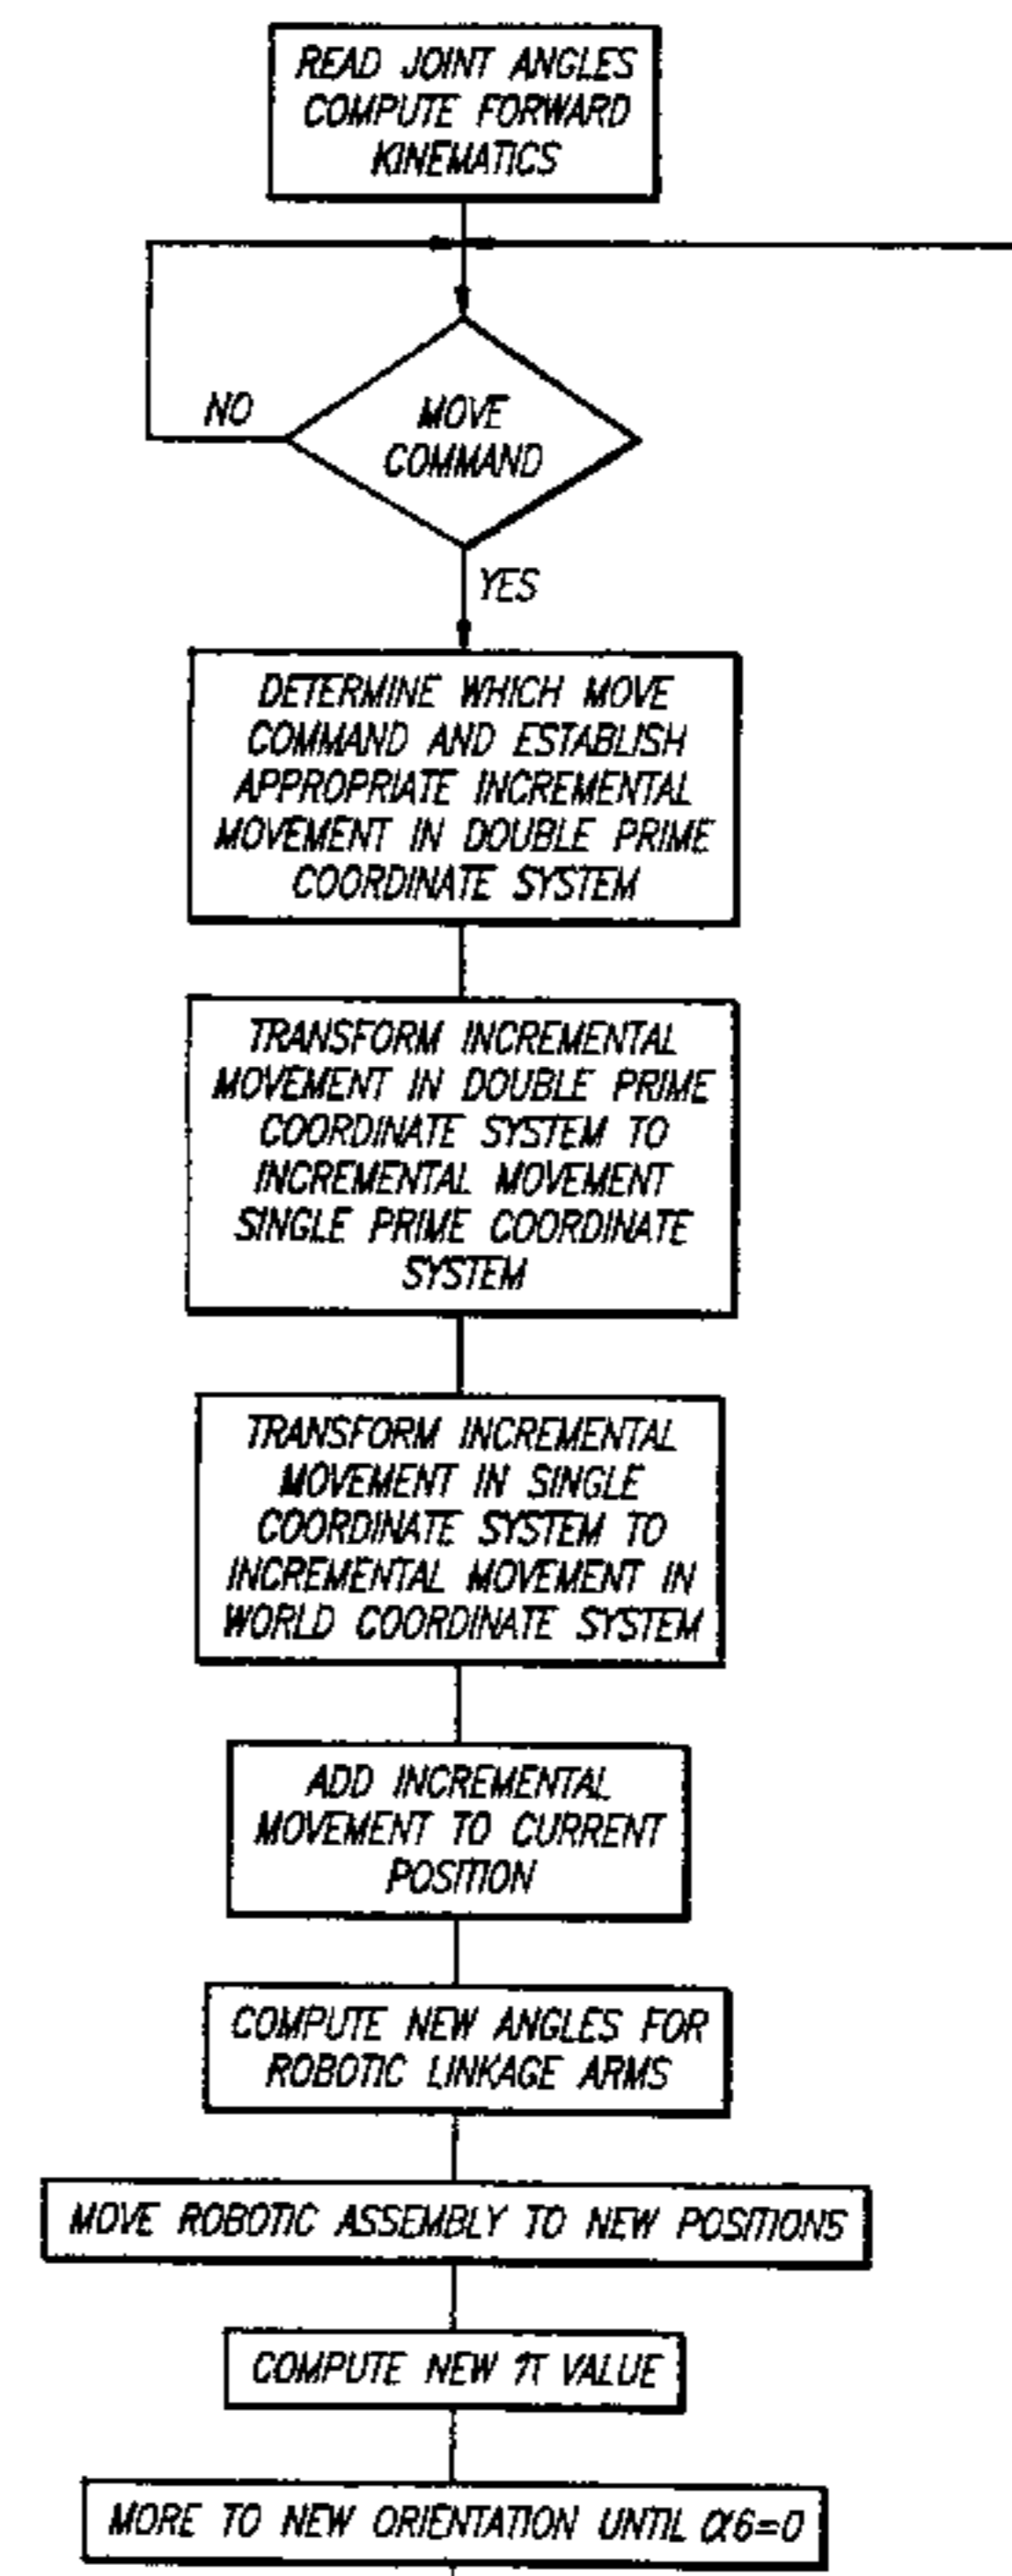 READ JOINT ANGLES
COMPUTE FORWARD
KINEMATICS
MOVE
COMMAND
NO
YES
DETERMINE WHICH MOVE
COMMAND AND ESTABLISH
APPROPRIATE INCREMENTAL
MOVEMENT IN DOUBLE PRIME
COORDINATE SYSTEM
TRANSFORM INCREMENTAL
MOVEMENT IN DOUBLE PRIME
COORDINATE SYSTEM TO
INCREMENTAL MOVEMENT
SINGLE PRIME COORDINATE
SYSTEM
TRANSFORM INCREMENTAL
MOVEMENT IN SINGLE
COORDINATE SYSTEM TO
INCREMENTAL MOVEMENT IN
WORLD COORDINATE SYSTEM
ADD INCREMENTAL
MOVEMENT TO CURRENT
POSITION
COMPUTE NEW ANGLES FOR
ROBOTIC LINKAGE ARMS
MOVE ROBOTIC ASSEMBLY TO NEW POSITIONS
COMPUTE NEW VALUE
MORE TO NEW ORIENTATION UNTIL α6=0